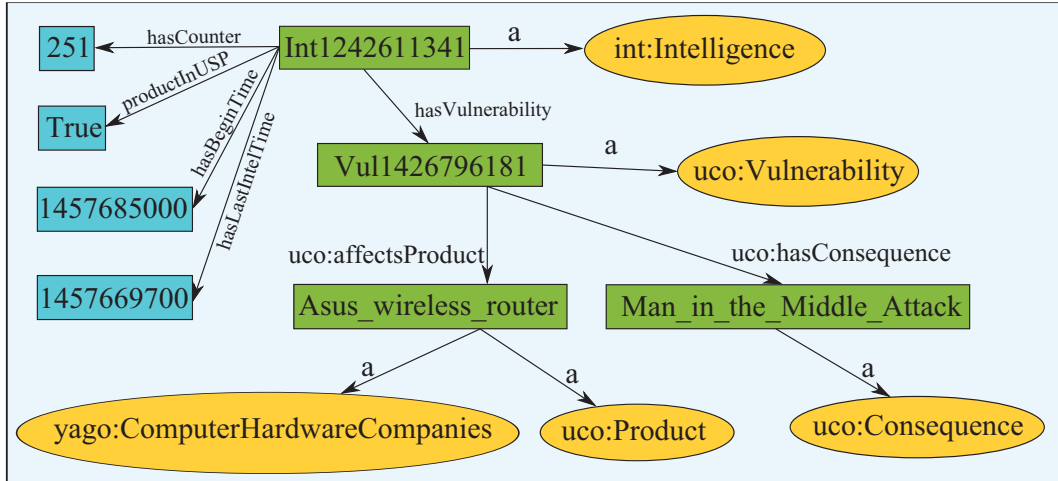 251
hasCounter
Int1242611341
a
int:Intelligence
productInUSP
True
hasBeginTime
hasVulnerability
hasLastIntelTime
Vul1426796181
a
uco:Vulnerability
1457685000
uco:affectsProduct
uco:hasConsequence
1457669700
Asus_wireless_router
Man_in_the_Middle_Attack
a
a
a
yago:ComputerHardwareCompanies
uco:Product
uco:Consequence